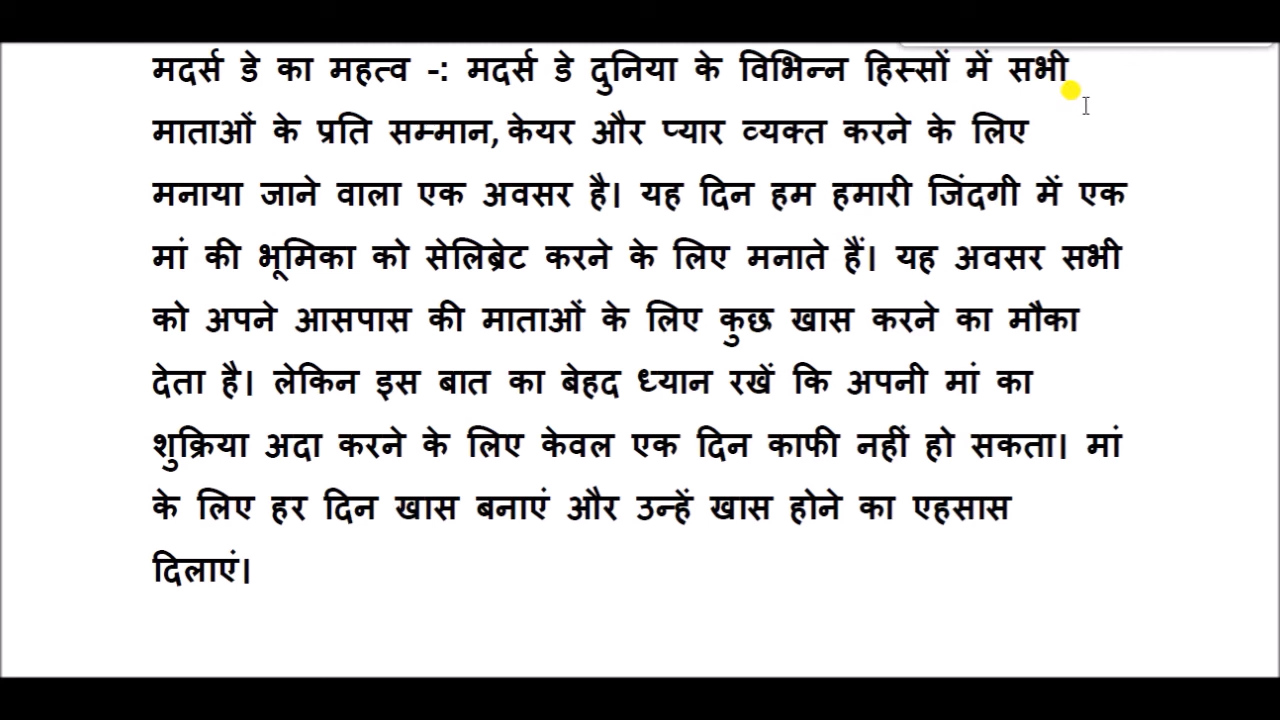 मदर्स डे का महत्व -: मदर्स डे दुनिया के विभिन्न हिस्सों में सभी
माताओं के प्रति सम्मान, केयर और प्यार व्यक्त करने के लिए
मनाया जाने वाला एक अवसर है। यह दिन हम हमारी जिंदगी में एक
मां की भूमिका को सेलिब्रेट करने के लिए मनाते हैं। यह अवसर सभी
को अपने आसपास की माताओं के लिए कुछ खास करने का मौका
देता है। लेकिन इस बात का बेहद ध्यान रखें कि अपनी मां का
शुक्रिया अदा करने के लिए केवल एक दिन काफी नहीं हो सकता। मां
के लिए हर दिन खास बनाएं और उन्हें खास होने का एहसास
दिलाएं।